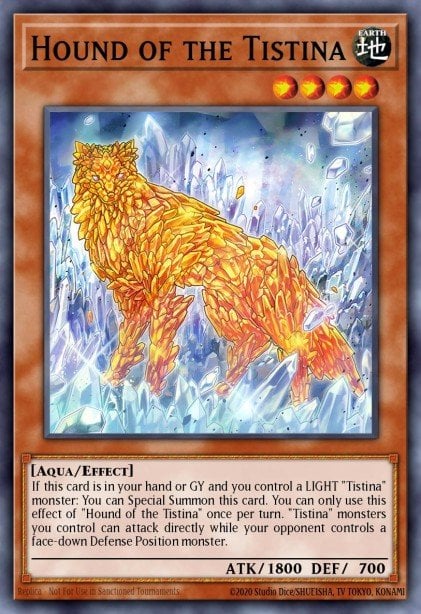 HOUND OF THE TISTINA
EARTH
地
[AQUA/EFFECT]
If this card is in your hand or GY and you control a LIGHT "Tistina"
monster: You can Special Summon this card. You can only use this
effect of "Hound of the Tistina" once per turn. "Tistina" monsters
you control can attack directly while your opponent controls a
face-down Defense Position monster.
ATK/1800 DEF/ 700
Replica - Not For Use in Sanctioned Tournaments
©2020 Studio Dice/SHUEISHA, TV TOKYO, KONAMI